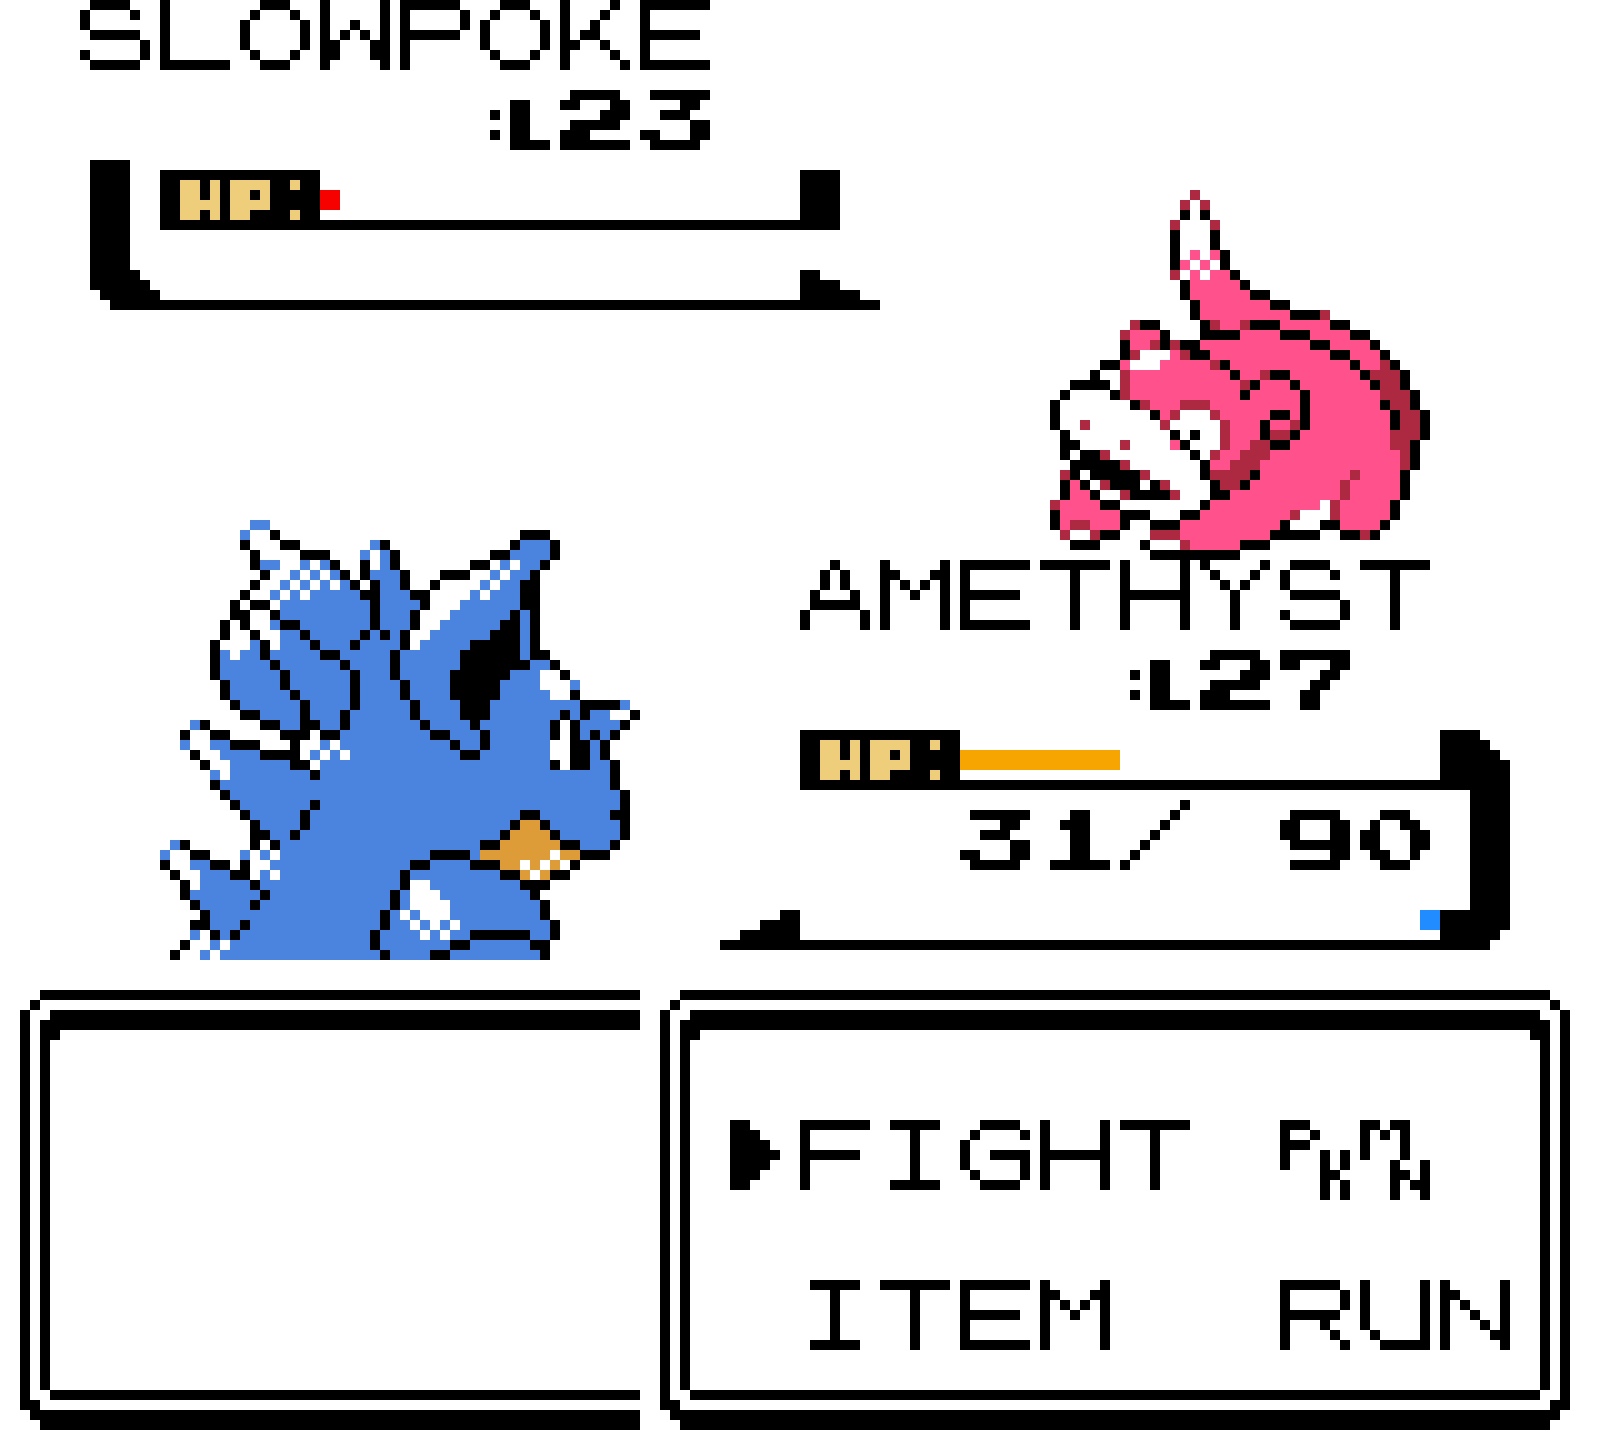 SLOWPOKE
:L23
HP:
AMETHYST
:L27
HP:
31/ 90
FIGHT PKMN
ITEM RUN